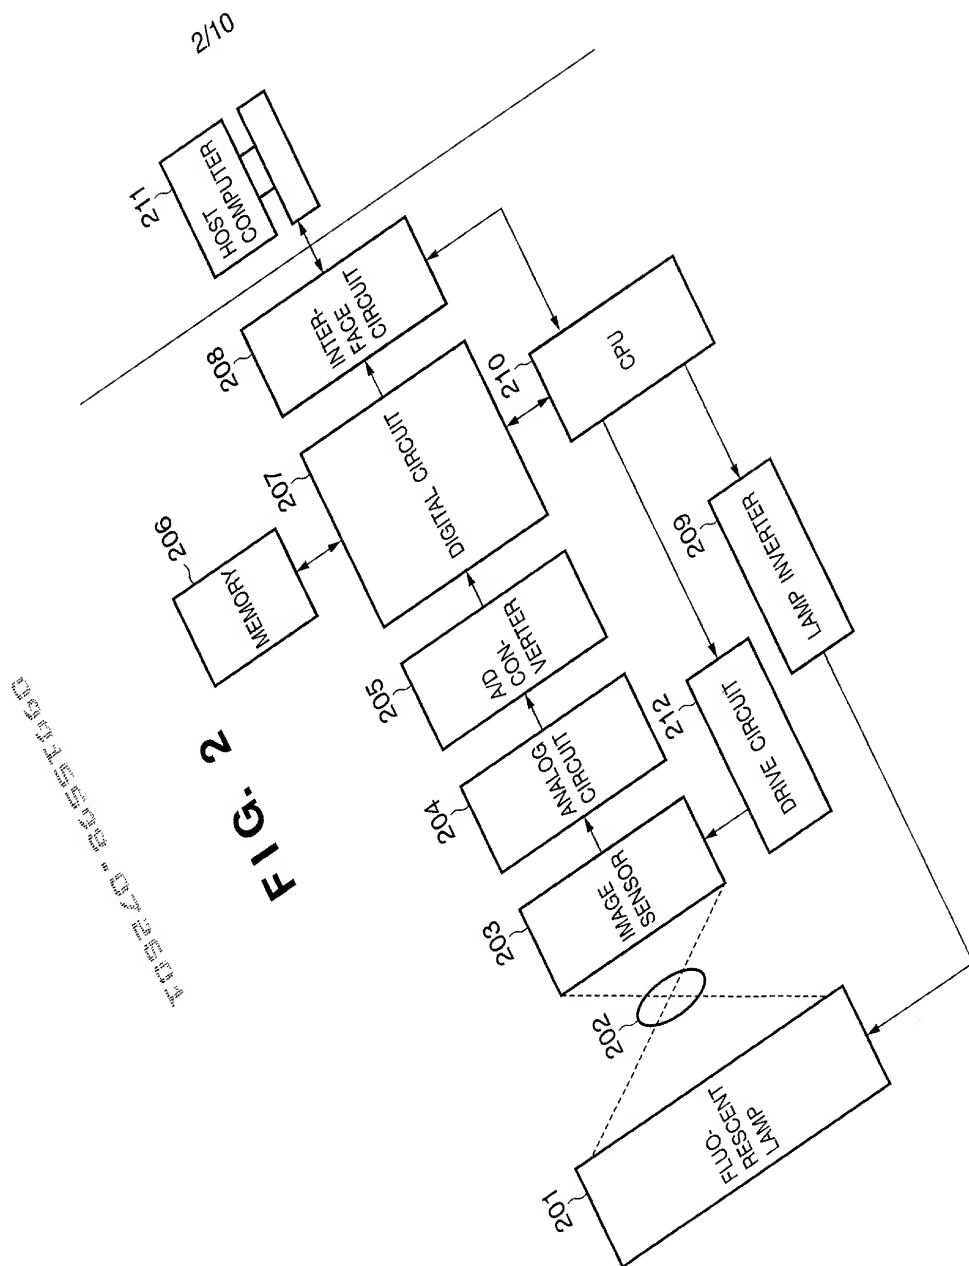 2/10
FIG. 2
211
HOST
COMPUTER
208
INTER-
FACE
CIRCUIT
207
DIGITAL CIRCUIT
206
MEMORY
210
CPU
205
A/D
CON-
VERTER
204
ANALOG
CIRCUIT
203
IMAGE
SENSOR
212
DRIVE CIRCUIT
209
LAMP INVERTER
202
201
FLUO-
RESCENT
LAMP